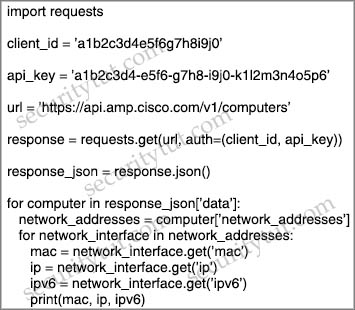 import requests
client_id = 'a1b2c3d4e5f6g7h8i9j0'
api_key = 'a1b2c3d4-e5f6-g7h8-i9j0-k1l2m3n4o5p6'
url = 'https://api.amp.cisco.com/v1/computers'
response = requests.get(url, auth=(client_id, api_key))
response_json = response.json()
for computer in response_json['data']:
network_addresses = computer['network_addresses']
for network_interface in network_addresses:
mac = network_interface.get('mac')
ip = network_interface.get('ip')
ipv6 = network_interface.get('ipv6')
print(mac, ip, ipv6)
securitytut.com
securitytut.com
securitytut.com